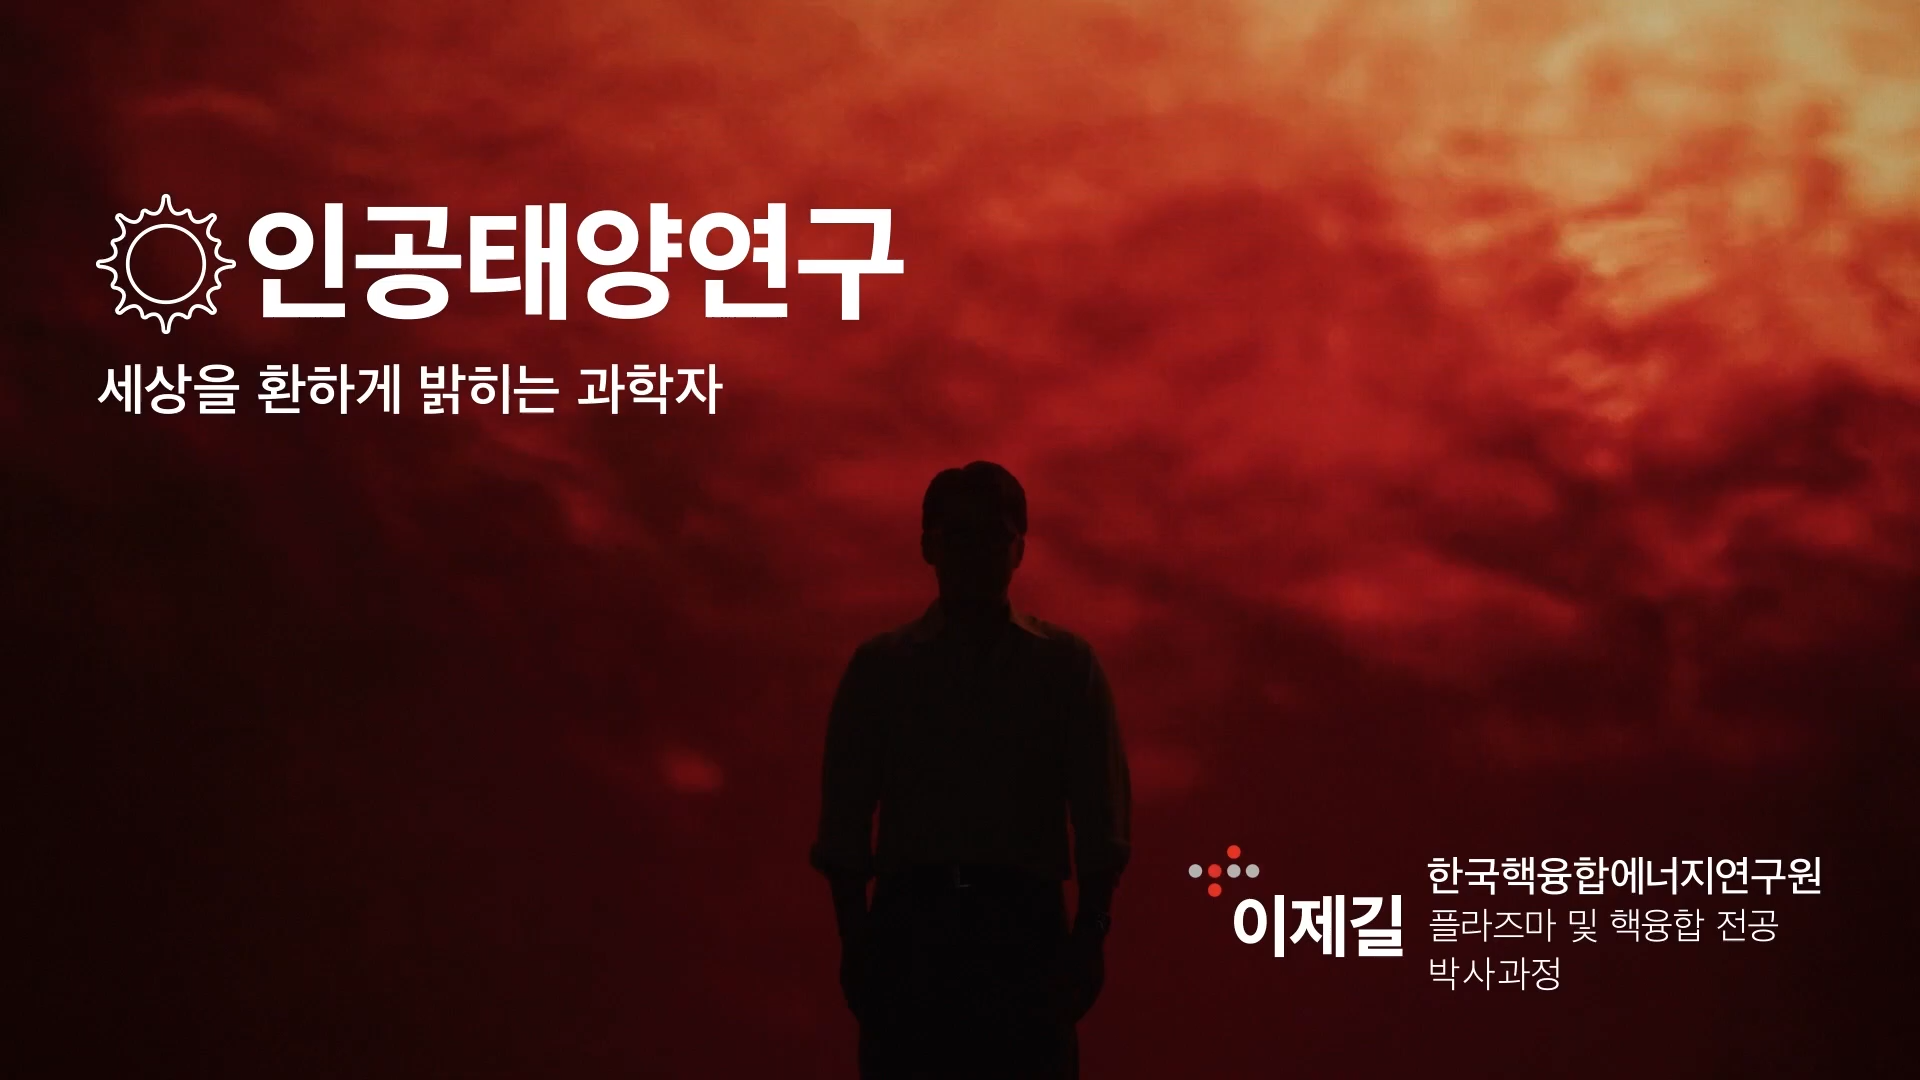 인공태양연구
세상을 환하게 밝히는 과학자
이제길
한국핵융합에너지연구원
플라즈마 및 핵융합 전공
박사과정